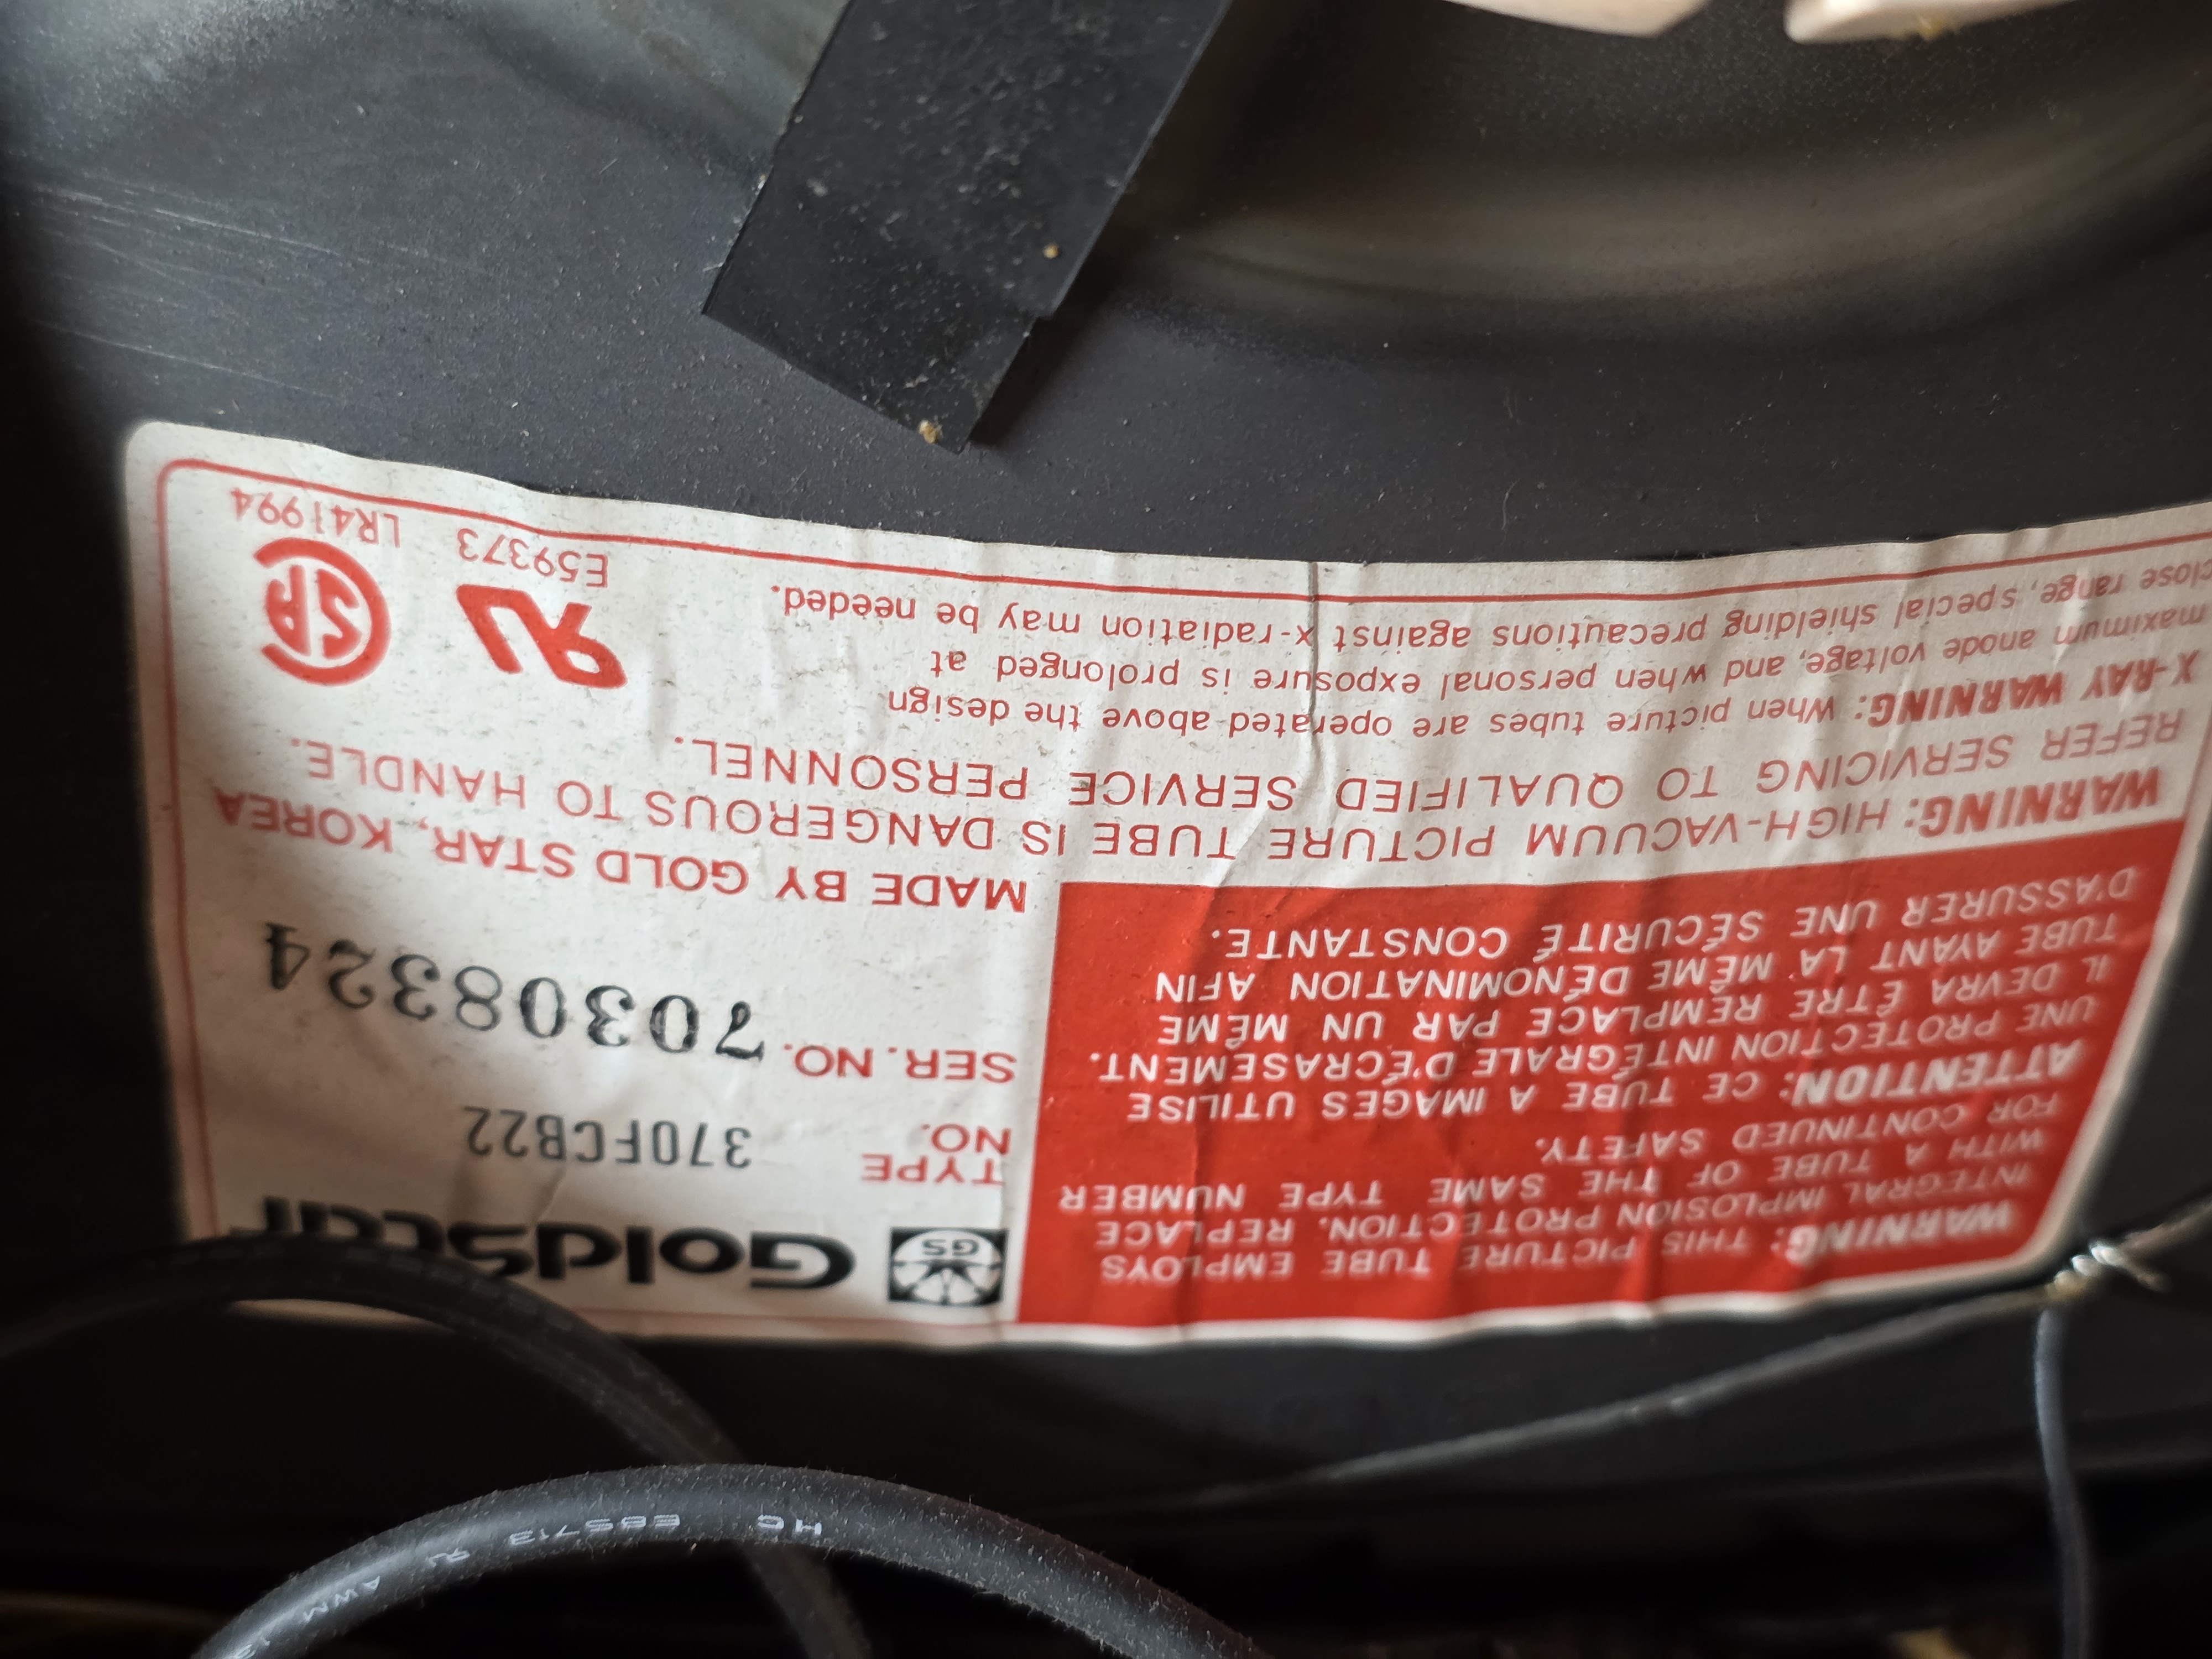 WARNING: THIS PICTURE TUBE EMPLOYS
INTEGRAL IMPLOSION PROTECTION. REPLACE
WITH A TUBE OF THE SAME TYPE NUMBER
FOR CONTINUED SAFETY.
ATTENTION: CE TUBE A IMAGES UTILISE
UNE PROTECTION INTÉGRALE D'ÉCRASEMENT.
IL DEVRA ÊTRE REMPLACÉ PAR UN MÊME
TUBE AYANT LA MÊME DÉNOMINATION AFIN
D'ASSURER UNE SÉCURITÉ CONSTANTE.
GS GoldStar
TYPE NO. 370FCB22
SER. NO. 70308324
MADE BY GOLD STAR, KOREA
WARNING: HIGH-VACUUM PICTURE TUBE IS DANGEROUS TO HANDLE.
REFER SERVICING TO QUALIFIED SERVICE PERSONNEL.
X-RAY WARNING: When picture tubes are operated above the design
maximum anode voltage, and when personal exposure is prolonged at
close range, special shielding precautions against x-radiation may be needed.
E59373 LR41994
HC E85713 AWM